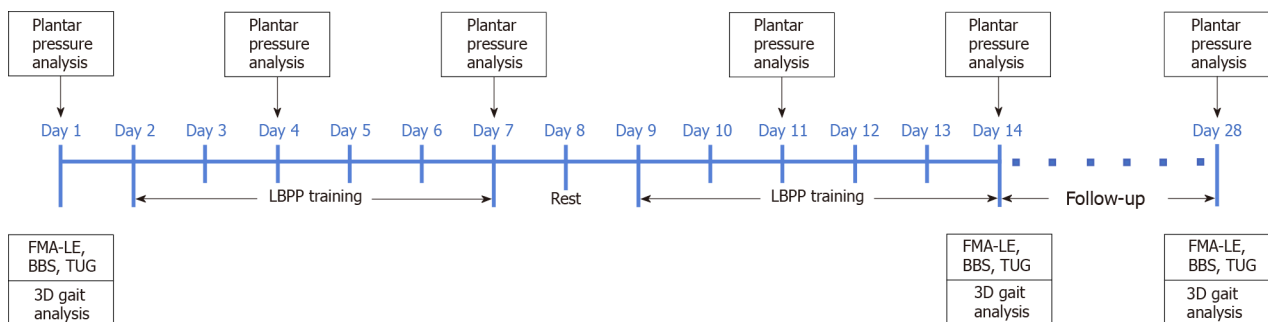 Plantar
pressure
analysis
Plantar
pressure
analysis
Plantar
pressure
analysis
Plantar
pressure
analysis
Plantar
pressure
analysis
Plantar
pressure
analysis
Day 1
Day 2
Day 3
Day 4
Day 5
Day 6
Day 7
Day 8
Day 9
Day 10
Day 11
Day 12
Day 13
Day 14
Day 28
LBPP training
Rest
LBPP training
Follow-up
FMA-LE,
BBS, TUG
3D gait
analysis
FMA-LE,
BBS, TUG
3D gait
analysis
FMA-LE,
BBS, TUG
3D gait
analysis